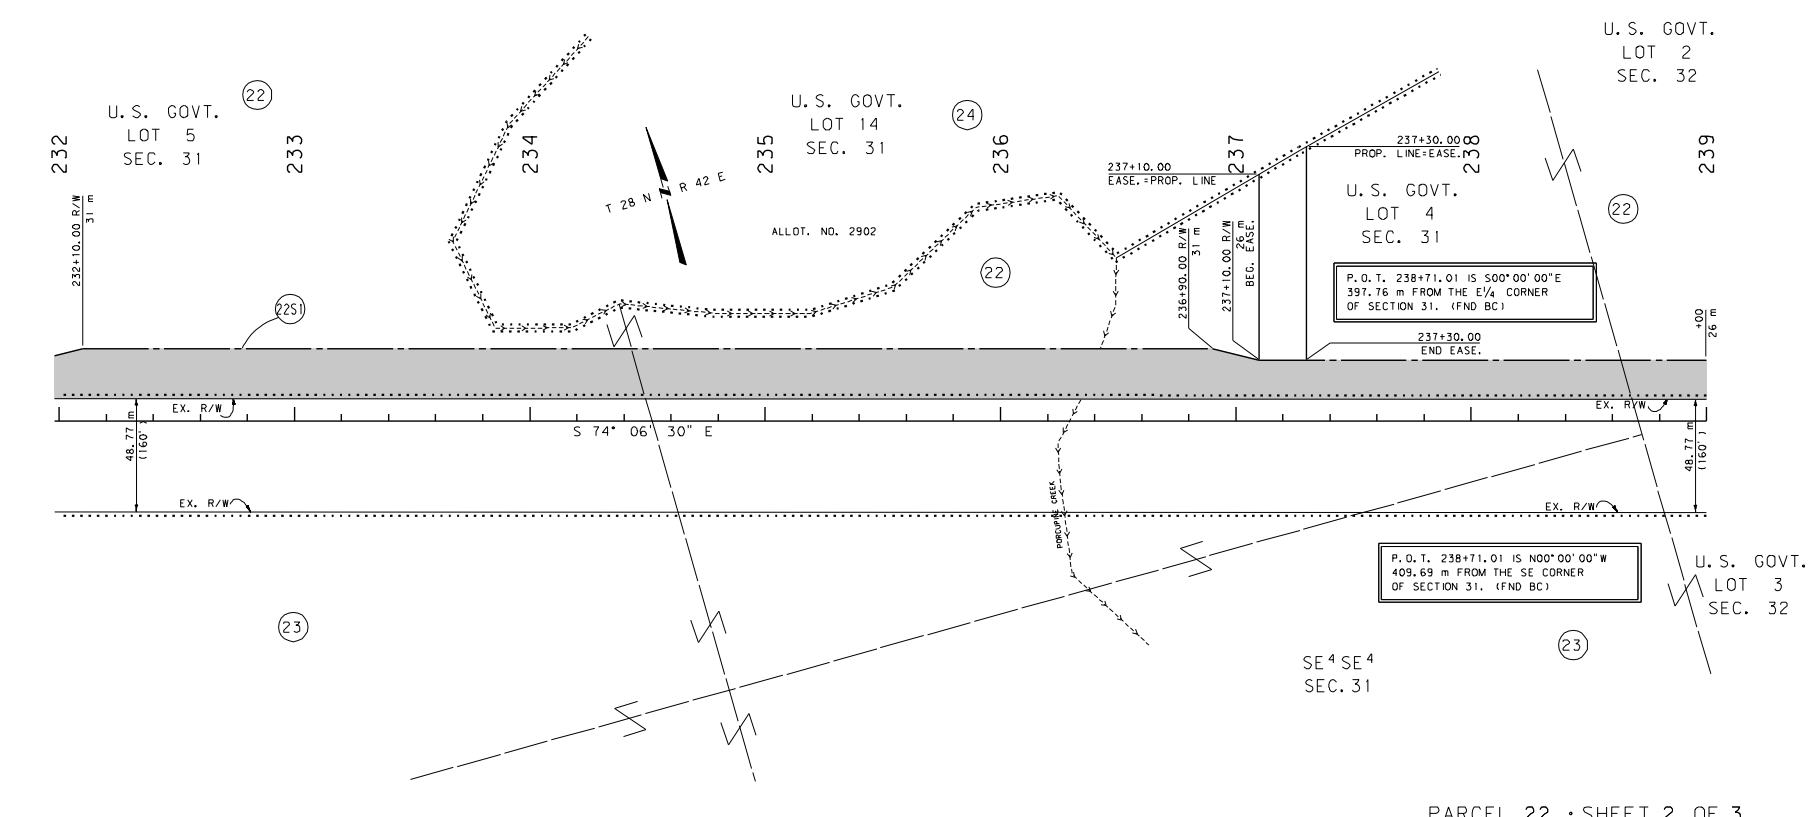 U.S. GOVT.
LOT 2
SEC. 32
22
U.S. GOVT.
LOT 5
SEC. 31
U.S. GOVT.
LOT 14
SEC. 31
24
232
233
234
235
236
237
238
239
237+30.00
PROP. LINE=EASE.
237+10.00
EASE.=PROP. LINE
T 28 N
R 42 E
U.S. GOVT.
LOT 4
SEC. 31
22
232+10.00 R/W
31 m
ALLOT. NO. 2902
22
236+90.00 R/W
31 m
237+10.00 R/W
26 m
BEG. EASE.
P.O.T. 238+71.01 IS S00°00'00"E
397.76 m FROM THE E¼ CORNER
OF SECTION 31. (FND BC)
22S1
+00
26 m
237+30.00
END EASE.
EX. R/W
EX. R/W
S 74° 06' 30" E
48.77 m
(160')
48.77 m
(160')
EX. R/W
EX. R/W
PORCUPINE CREEK
P.O.T. 238+71.01 IS N00°00'00"W
409.69 m FROM THE SE CORNER
OF SECTION 31. (FND BC)
U.S. GOVT.
LOT 3
SEC. 32
23
23
SE⁴SE⁴
SEC.31
PARCEL 22 • SHEET 2 OF 3